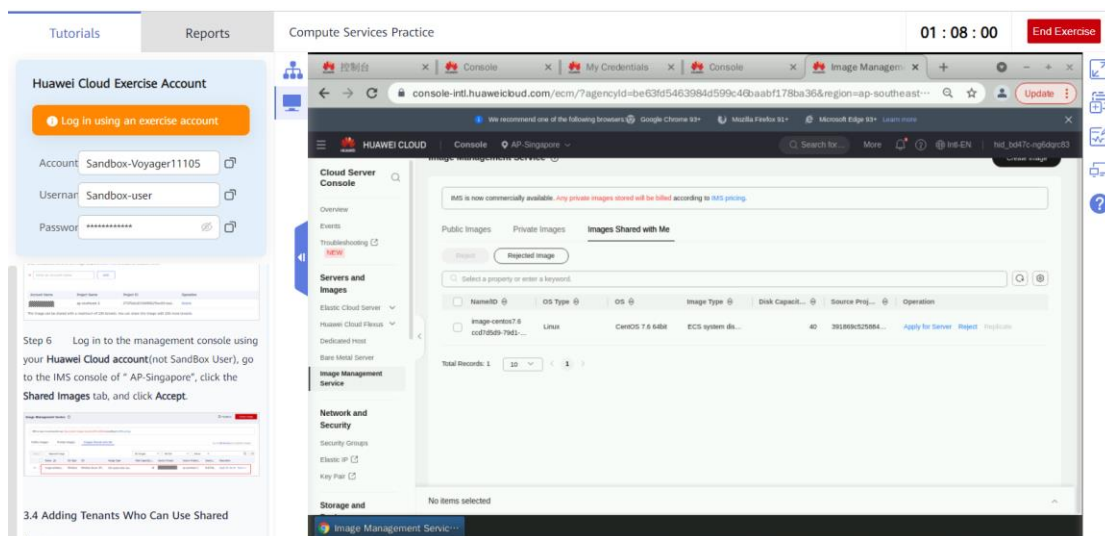 Tutorials
Reports
Compute Services Practice
01 : 08 : 00
End Exercise
Huawei Cloud Exercise Account
Log in using an exercise account
Account
Sandbox-Voyager11105
Usernar
Sandbox-user
Passwor
************
Step 6 Log in to the management console using
your Huawei Cloud account(not SandBox User), go
to the IMS console of " AP-Singapore", click the
Shared Images tab, and click Accept.
3.4 Adding Tenants Who Can Use Shared
控制台
Console
My Credentials
Console
Image Managem
console-intl.huaweicloud.com/ecm/?agencyId=be63fd5463984d599c46baabf178ba36&region=ap-southeast···
Update
We recommend one of the following browsers: Google Chrome 93+ Mozilla Firefox 91+ Microsoft Edge 93+ Learn more
HUAWEI CLOUD
Console
AP-Singapore
Search for...
More
Intl-EN
Image Management Service
Create Image
Cloud Server
Console
Overview
Events
Troubleshooting
NEW
Servers and
Images
Elastic Cloud Server
Huawei Cloud Flexus
Dedicated Host
Bare Metal Server
Image Management
Service
Network and
Security
Security Groups
Elastic IP
Key Pair
Storage and
IMS is now commercially available. Any private images stored will be billed according to IMS pricing.
Public Images
Private Images
Images Shared with Me
Reject
Rejected Image
Select a property or enter a keyword.
Name/ID
OS Type
OS
Image Type
Disk Capacit...
Source Proj...
Operation
image-centos7.6
ccd7d5d9-79d1-...
Linux
CentOS 7.6 64bit
ECS system dis...
40
391869c525884...
Apply for Server
Reject
Replicate
Total Records: 1
10
1
No items selected
Image Management Servic···